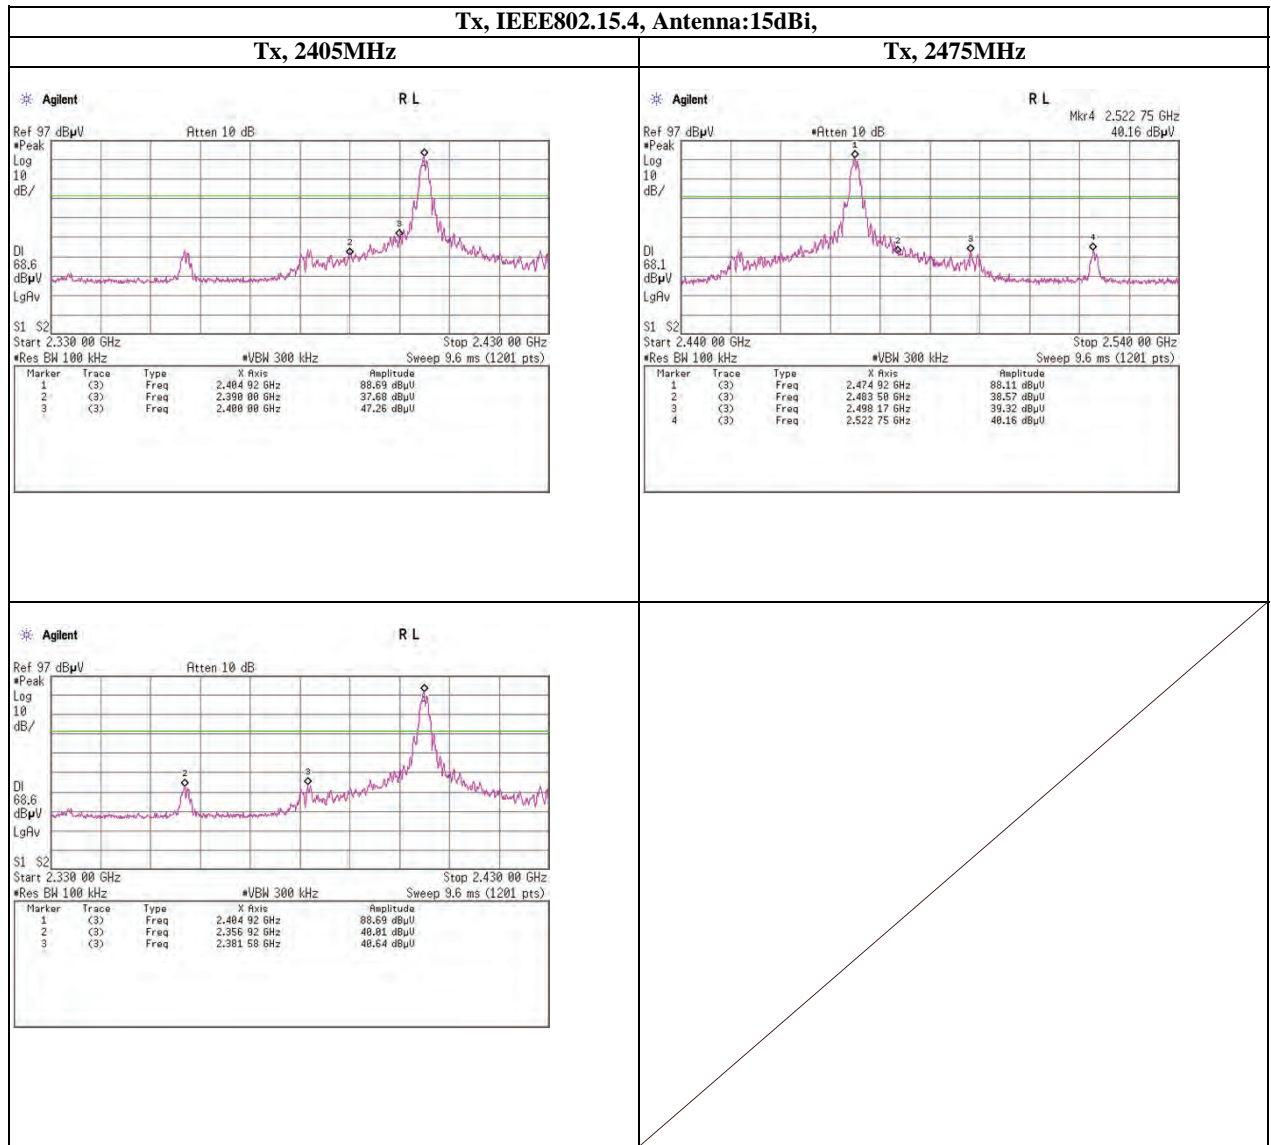 Tx, IEEE802.15.4, Antenna:15dBi,
Tx, 2405MHz
Tx, 2475MHz
Agilent R L
Ref 97 dBµV Atten 10 dB
#Peak
Log
10
dB/
3
2
DI
68.6
dBµV
LgAv
S1 S2
Start 2.330 00 GHz Stop 2.430 00 GHz
#Res BW 100 kHz #VBW 300 kHz Sweep 9.6 ms (1201 pts)
Marker Trace Type X Axis Amplitude
1 (3) Freq 2.404 92 GHz 88.69 dBµV
2 (3) Freq 2.390 00 GHz 37.68 dBµV
3 (3) Freq 2.400 00 GHz 47.26 dBµV
Agilent R L
Mkr4 2.522 75 GHz
Ref 97 dBµV #Atten 10 dB 40.16 dBµV
#Peak
Log
10
dB/
1
2
3
4
DI
68.1
dBµV
LgAv
S1 S2
Start 2.440 00 GHz Stop 2.540 00 GHz
#Res BW 100 kHz #VBW 300 kHz Sweep 9.6 ms (1201 pts)
Marker Trace Type X Axis Amplitude
1 (3) Freq 2.474 92 GHz 88.11 dBµV
2 (3) Freq 2.483 50 GHz 38.57 dBµV
3 (3) Freq 2.498 17 GHz 39.32 dBµV
4 (3) Freq 2.522 75 GHz 40.16 dBµV
Agilent R L
Ref 97 dBµV Atten 10 dB
#Peak
Log
10
dB/
2
3
DI
68.6
dBµV
LgAv
S1 S2
Start 2.330 00 GHz Stop 2.430 00 GHz
#Res BW 100 kHz #VBW 300 kHz Sweep 9.6 ms (1201 pts)
Marker Trace Type X Axis Amplitude
1 (3) Freq 2.404 92 GHz 88.69 dBµV
2 (3) Freq 2.356 92 GHz 40.01 dBµV
3 (3) Freq 2.381 58 GHz 40.64 dBµV